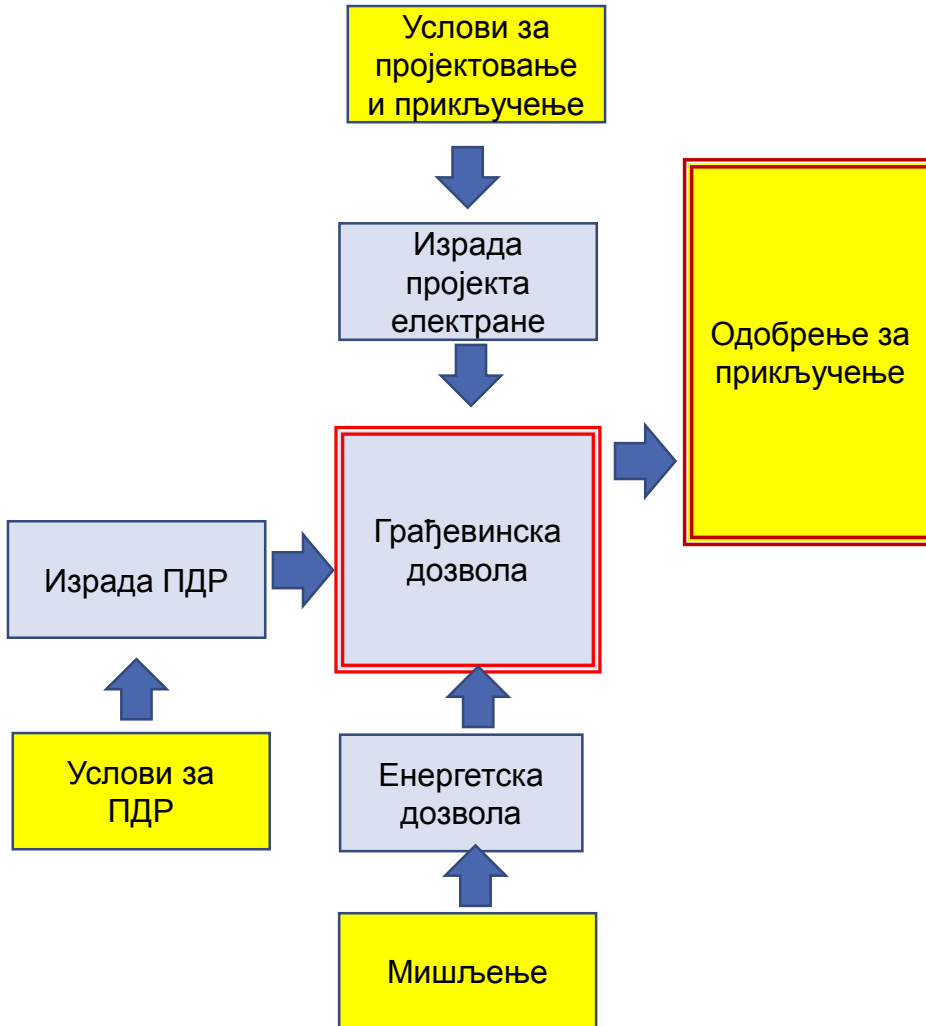 Услови за
пројектовање
и прикључење
Израда
пројекта
електране
Одобрење за
прикључење
Грађевинска
дозвола
Израда ПДР
Услови за
ПДР
Енергетска
дозвола
Мишљење